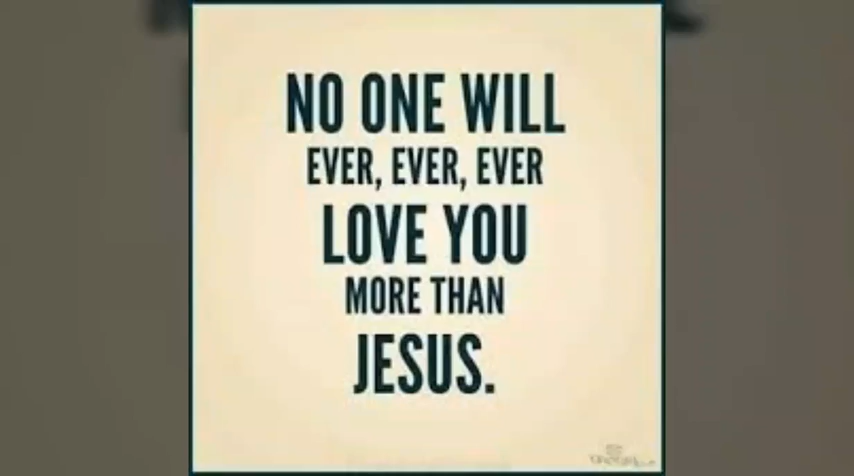 NO ONE WILL
EVER, EVER, EVER
LOVE YOU
MORE THAN
JESUS.